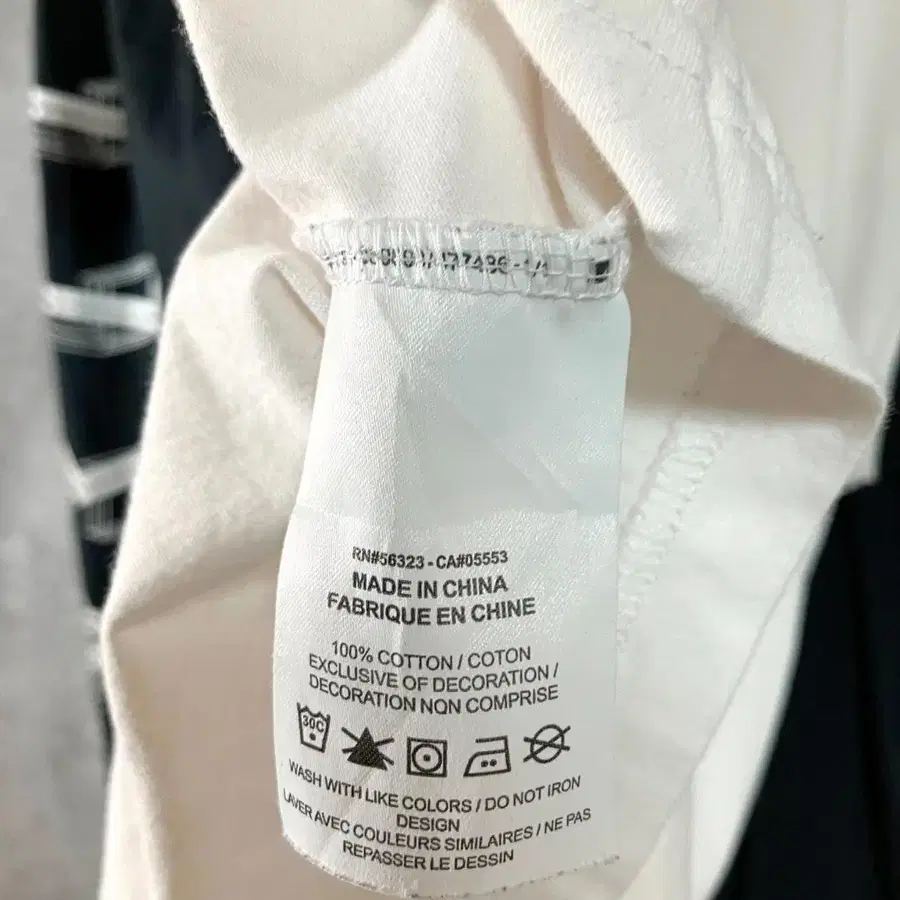 RN#56323 - CA#05553
MADE IN CHINA
FABRIQUE EN CHINE
100% COTTON / COTON
EXCLUSIVE OF DECORATION /
DECORATION NON COMPRISE
30C
WASH WITH LIKE COLORS / DO NOT IRON
DESIGN
LAVER AVEC COULEURS SIMILAIRES / NE PAS
REPASSER LE DESSIN